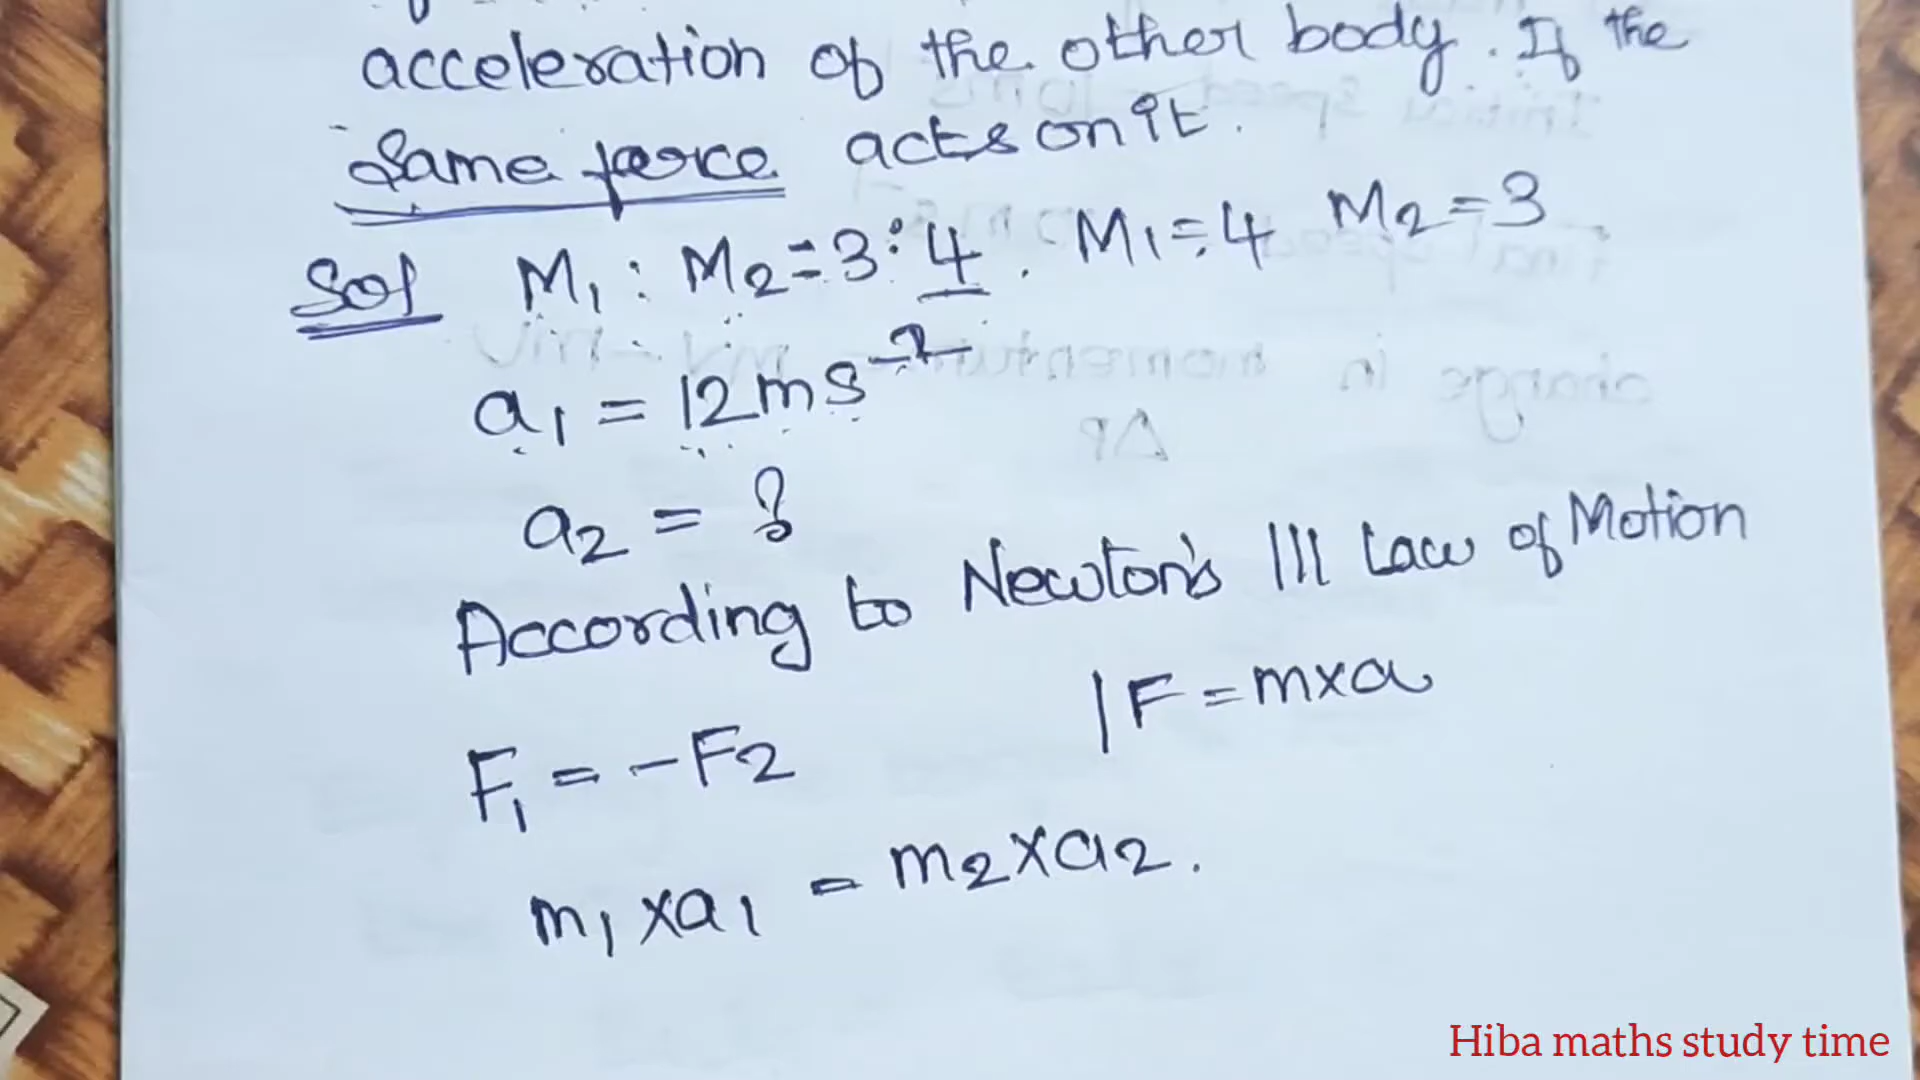 acceleration of the other body. If the
Same force acts on it.
Sol M1 : M2 = 3 : 4. M1 = 4 M2 = 3
a1 = 12 ms⁻²
a2 = ?
According to Newton's III Law of Motion
F1 = -F2 | F = m×a
m1 × a1 = m2 × a2.
Hiba maths study time